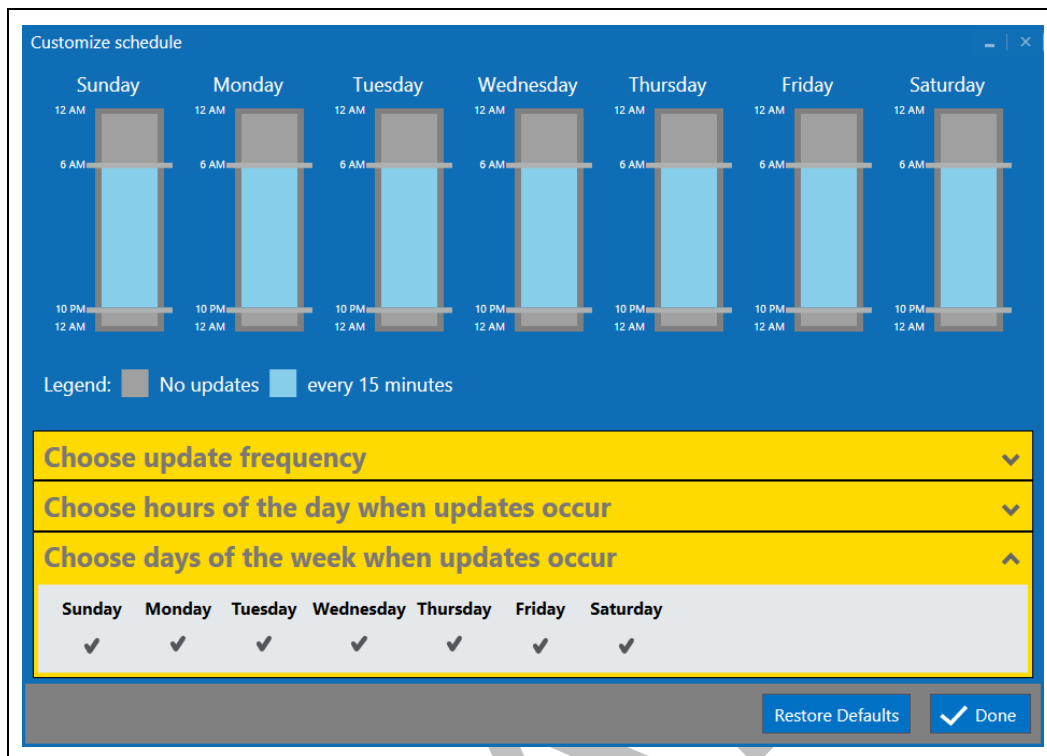 Customize schedule
Sunday Monday Tuesday Wednesday Thursday Friday Saturday
12 AM 12 AM 12 AM 12 AM 12 AM 12 AM 12 AM
6 AM 6 AM 6 AM 6 AM 6 AM 6 AM 6 AM
10 PM 10 PM 10 PM 10 PM 10 PM 10 PM 10 PM
12 AM 12 AM 12 AM 12 AM 12 AM 12 AM 12 AM
Legend: No updates every 15 minutes
Choose update frequency
Choose hours of the day when updates occur
Choose days of the week when updates occur
Sunday Monday Tuesday Wednesday Thursday Friday Saturday
Restore Defaults Done